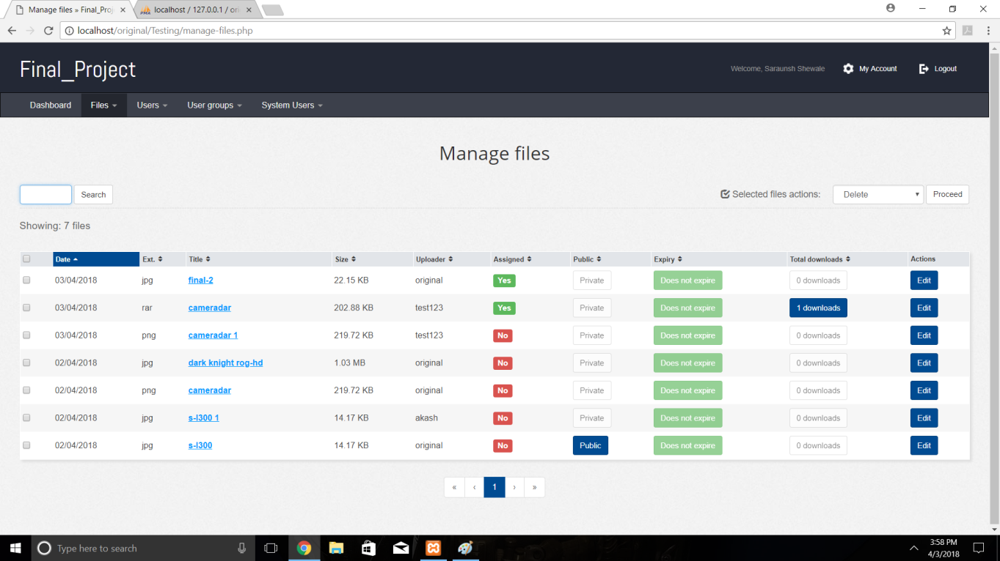 Manage files » Final_Proj
localhost / 127.0.0.1 / ori
localhost/original/Testing/manage-files.php
Final_Project
Welcome, Saraunsh Shewale My Account Logout
Dashboard Files Users User groups System Users
Manage files
Search Selected files actions: Delete Proceed
Showing: 7 files
Date Ext. Title Size Uploader Assigned Public Expiry Total downloads Actions
03/04/2018 jpg final-2 22.15 KB original Yes Private Does not expire 0 downloads Edit
03/04/2018 rar cameradar 202.88 KB test123 Yes Private Does not expire 1 downloads Edit
03/04/2018 png cameradar 1 219.72 KB test123 No Private Does not expire 0 downloads Edit
02/04/2018 jpg dark knight rog-hd 1.03 MB original No Private Does not expire 0 downloads Edit
02/04/2018 png cameradar 219.72 KB original No Private Does not expire 0 downloads Edit
02/04/2018 jpg s-l300 1 14.17 KB akash No Private Does not expire 0 downloads Edit
02/04/2018 jpg s-l300 14.17 KB original No Public Does not expire 0 downloads Edit
« ‹ 1 › »
Type here to search
3:58 PM
4/3/2018